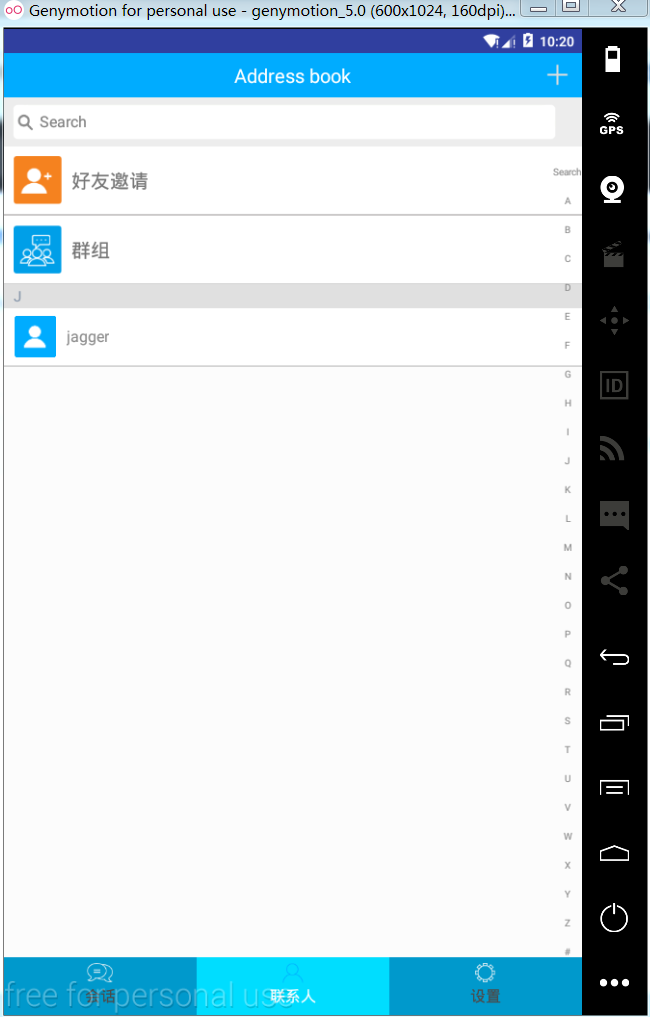 Genymotion for personal use - genymotion_5.0 (600x1024, 160dpi)...
10:20
Address book
Search
好友邀请
群组
J
jagger
Search
A
B
C
D
E
F
G
H
I
J
K
L
M
N
O
P
Q
R
S
T
U
V
W
X
Y
Z
#
GPS
ID
会话
联系人
设置
free for personal use